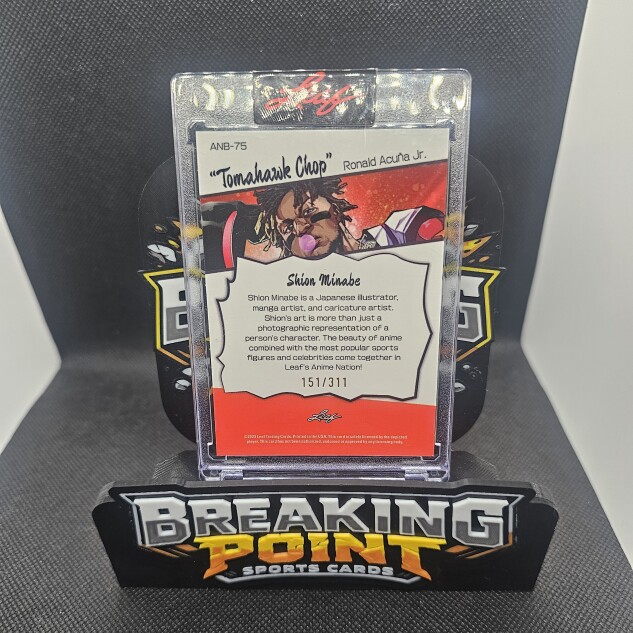 Leaf
ANB-75
"Tomahawk Chop"
Ronald Acuña Jr.
Shion Minabe
Shion Minabe is a Japanese illustrator,
manga artist, and caricature artist.
Shion's art is more than just a
photographic representation of a
person's character. The beauty of anime
combined with the most popular sports
figures and celebrities come together in
Leaf's Anime Nation!
151/311
Leaf
BREAKING
POINT
SPORTS CARDS